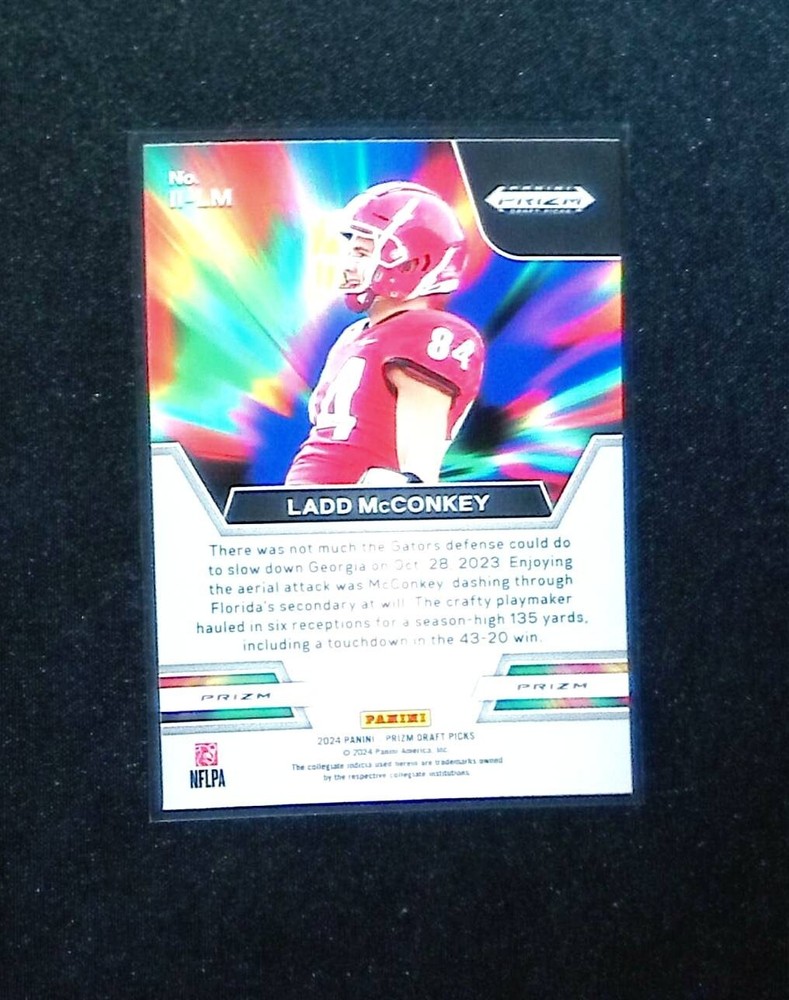 No.
II-LM
PANINI
PRIZM
DRAFT PICKS
84
84
LADD McCONKEY
There was not much the Gators defense could do
to slow down Georgia on Oct. 28, 2023. Enjoying
the aerial attack was McConkey, dashing through
Florida's secondary at will. The crafty playmaker
hauled in six receptions for a season-high 135 yards,
including a touchdown in the 43-20 win.
PRIZM
PRIZM
PANINI
2024 PANINI - PRIZM DRAFT PICKS
© 2024 Panini America, Inc.
The collegiate indicia used herein are trademarks owned
by the respective collegiate institutions.
NFLPA